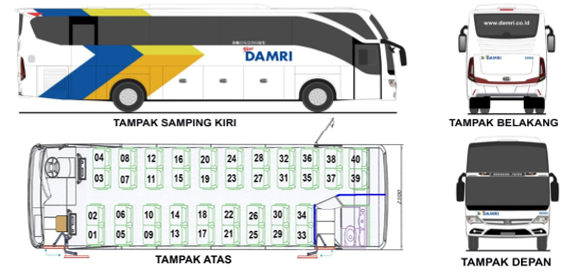 DAMRI
TAMPAK SAMPING KIRI
www.damri.co.id
DAMRI
TAMPAK BELAKANG
04 08 12 16 20 24 28 32 36 38 40
03 07 11 15 19 23 27 31 35 37 39
02 06 10 14 18 22 26 30 34
01 05 09 13 17 21 25 29 33
2500
TAMPAK ATAS
DAMRI
TAMPAK DEPAN